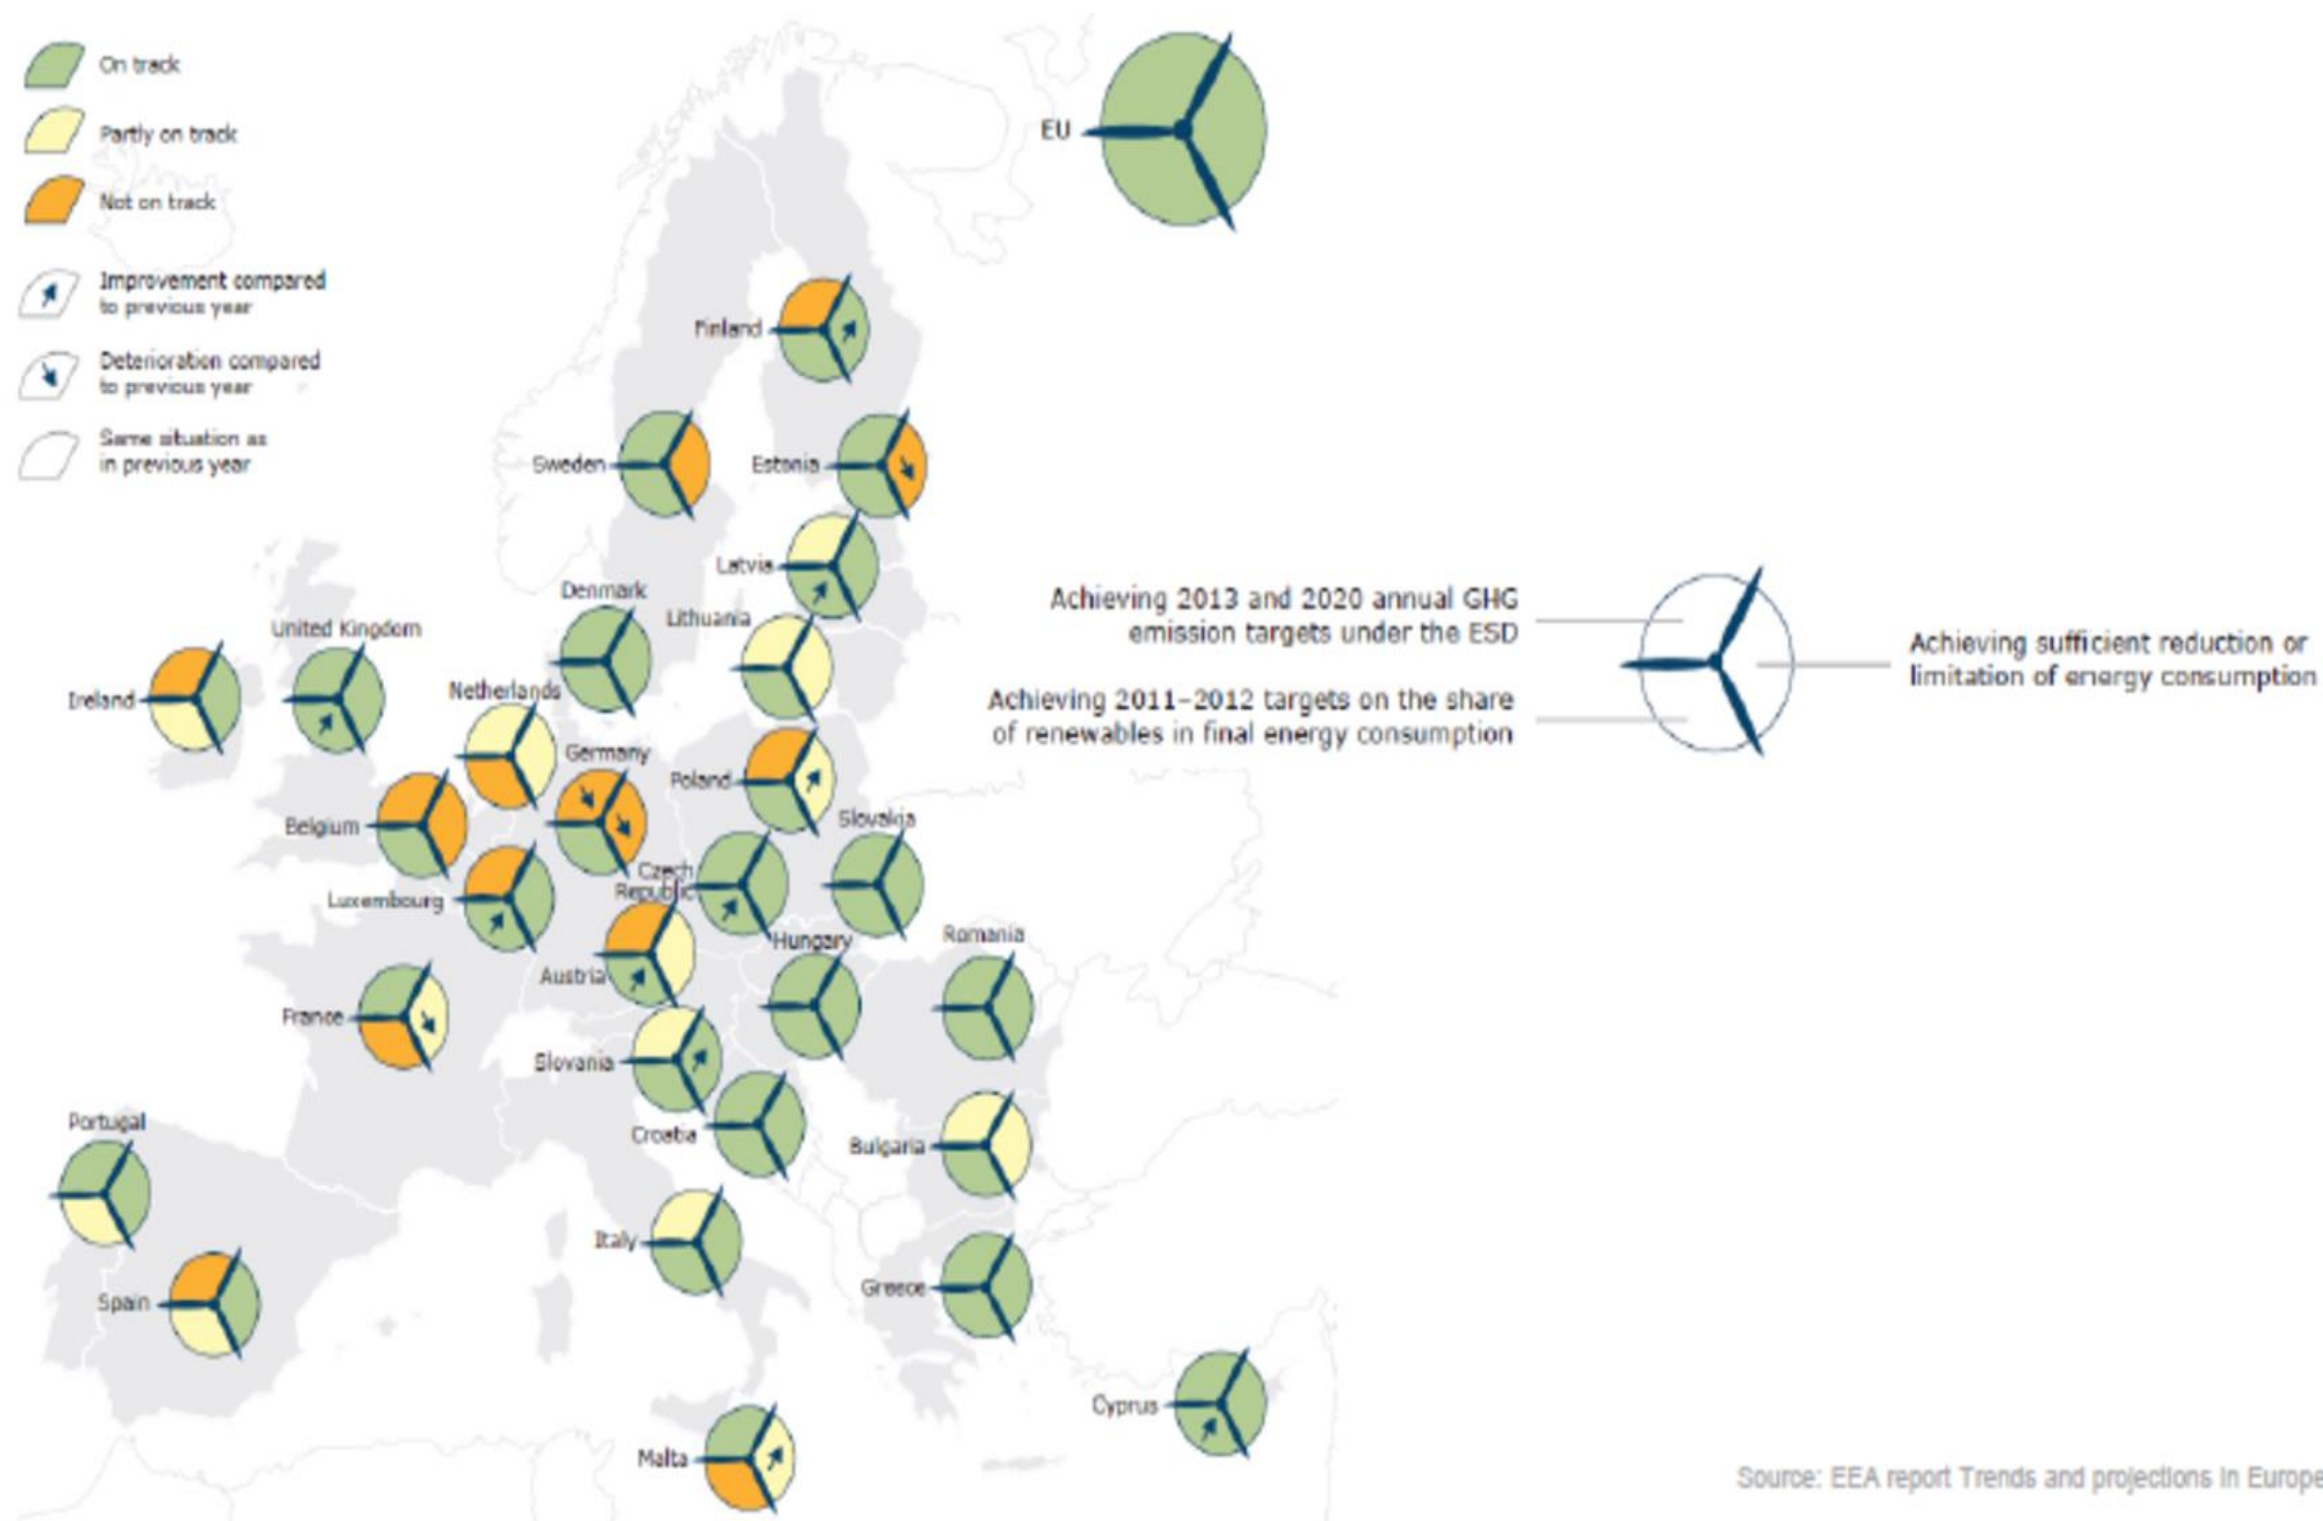 On track
Partly on track
Not on track
Improvement compared
to previous year
Deterioration compared
to previous year
Same situation as
in previous year
EU
Finland
Sweden
Estonia
Latvia
Denmark
Lithuania
United Kingdom
Ireland
Netherlands
Germany
Poland
Slovakia
Belgium
Czech
Republic
Luxembourg
Hungary
Romania
Austria
France
Slovania
Croatia
Bulgaria
Portugal
Italy
Greece
Spain
Cyprus
Malta
Achieving 2013 and 2020 annual GHG
emission targets under the ESD
Achieving 2011–2012 targets on the share
of renewables in final energy consumption
Achieving sufficient reduction or
limitation of energy consumption
Source: EEA report Trends and projections in Europe